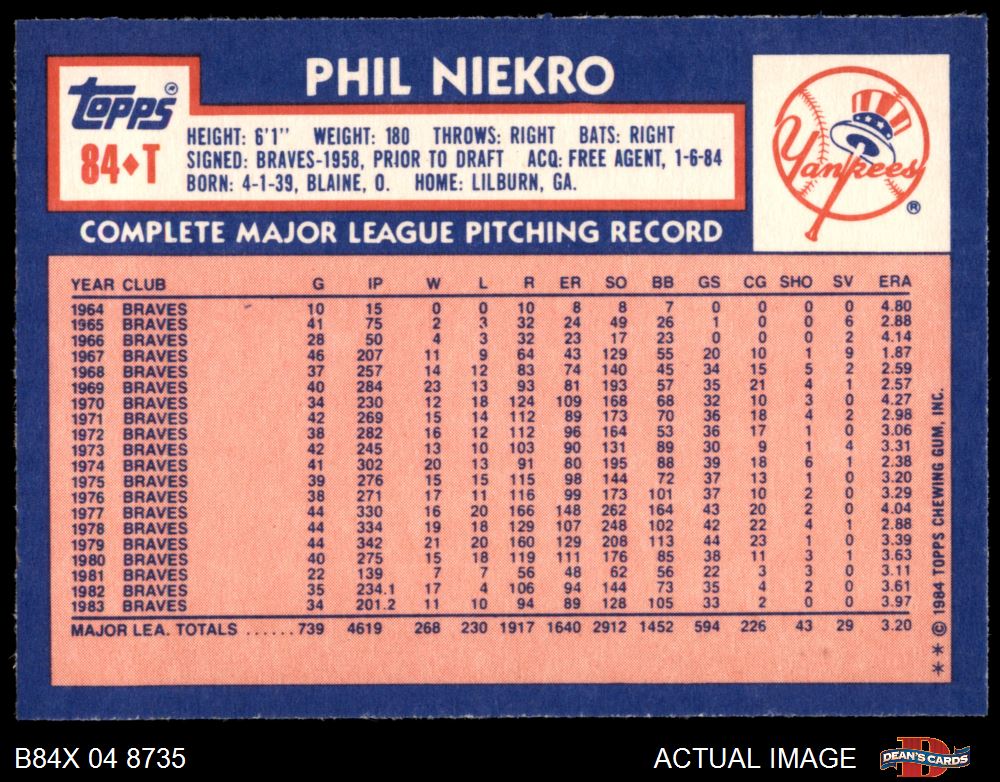 PHIL NIEKRO
Topps ®
84♦T
HEIGHT: 6'1" WEIGHT: 180 THROWS: RIGHT BATS: RIGHT
SIGNED: BRAVES-1958, PRIOR TO DRAFT ACQ: FREE AGENT, 1-6-84
BORN: 4-1-39, BLAINE, O. HOME: LILBURN, GA.
Yankees ®
COMPLETE MAJOR LEAGUE PITCHING RECORD
YEAR CLUB G IP W L R ER SO BB GS CG SHO SV ERA
1964 BRAVES 10 15 0 0 10 8 8 7 0 0 0 0 4.80
1965 BRAVES 41 75 2 3 32 24 49 26 1 0 0 6 2.88
1966 BRAVES 28 50 4 3 32 23 17 23 0 0 0 2 4.14
1967 BRAVES 46 207 11 9 64 43 129 55 20 10 1 9 1.87
1968 BRAVES 37 257 14 12 83 74 140 45 34 15 5 2 2.59
1969 BRAVES 40 284 23 13 93 81 193 57 35 21 4 1 2.57
1970 BRAVES 34 230 12 18 124 109 168 68 32 10 3 0 4.27
1971 BRAVES 42 269 15 14 112 89 173 70 36 18 4 2 2.98
1972 BRAVES 38 282 16 12 112 96 164 53 36 17 1 0 3.06
1973 BRAVES 42 245 13 10 103 90 131 89 30 9 1 4 3.31
1974 BRAVES 41 302 20 13 91 80 195 88 39 18 6 1 2.38
1975 BRAVES 39 276 15 15 115 98 144 72 37 13 1 0 3.20
1976 BRAVES 38 271 17 11 116 99 173 101 37 10 2 0 3.29
1977 BRAVES 44 330 16 20 166 148 262 164 43 20 2 0 4.04
1978 BRAVES 44 334 19 18 129 107 248 102 42 22 4 1 2.88
1979 BRAVES 44 342 21 20 160 129 208 113 44 23 1 0 3.39
1980 BRAVES 40 275 15 18 119 111 176 85 38 11 3 1 3.63
1981 BRAVES 22 139 7 7 56 48 62 56 22 3 3 0 3.11
1982 BRAVES 35 234.1 17 4 106 94 144 73 35 4 2 0 3.61
1983 BRAVES 34 201.2 11 10 94 89 128 105 33 2 0 0 3.97
MAJOR LEA. TOTALS ......739 4619 268 230 1917 1640 2912 1452 594 226 43 29 3.20
* * © 1984 TOPPS CHEWING GUM, INC.
B84X 04 8735
ACTUAL IMAGE
DEAN'S CARDS